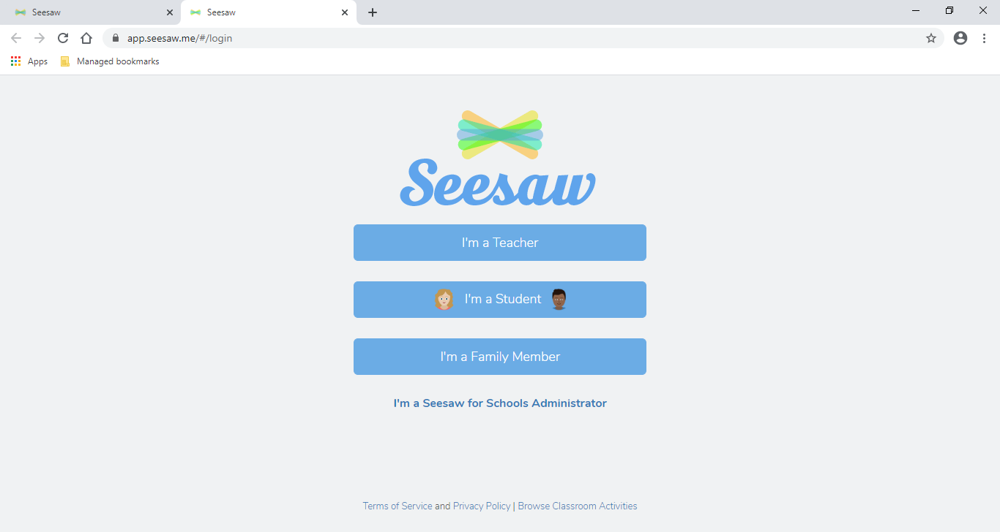 Seesaw
Seesaw
app.seesaw.me/#/login
Apps
Managed bookmarks
Seesaw
I'm a Teacher
I'm a Student
I'm a Family Member
I'm a Seesaw for Schools Administrator
Terms of Service and Privacy Policy | Browse Classroom Activities